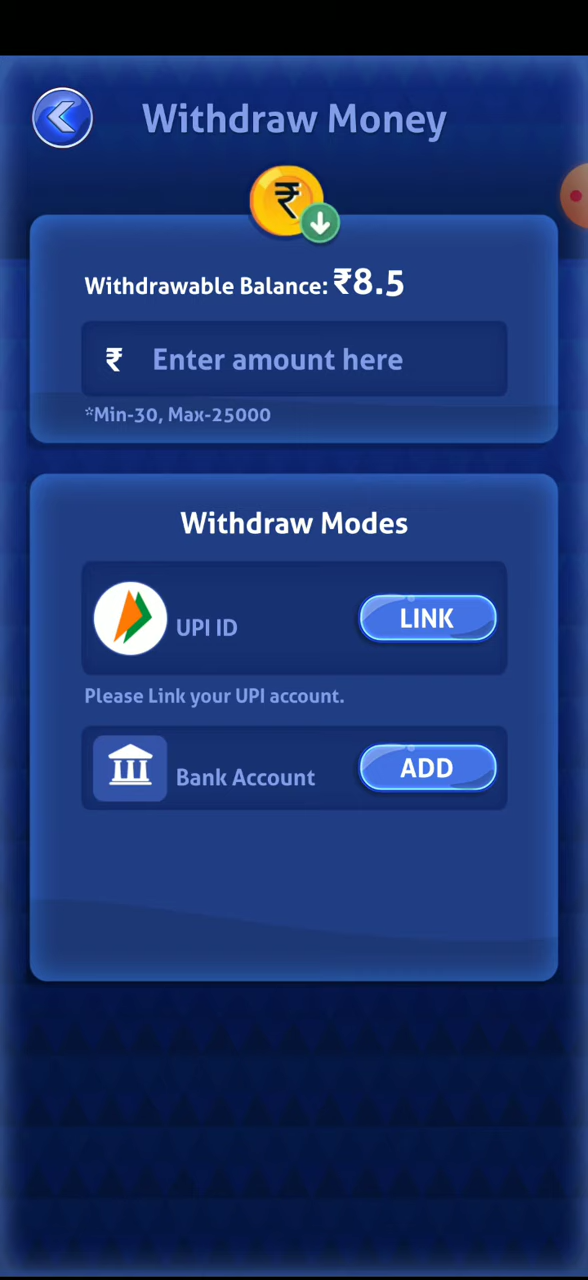 Withdraw Money
Withdrawable Balance: ₹8.5
₹ Enter amount here
*Min-30, Max-25000
Withdraw Modes
UPI ID LINK
Please Link your UPI account.
Bank Account ADD